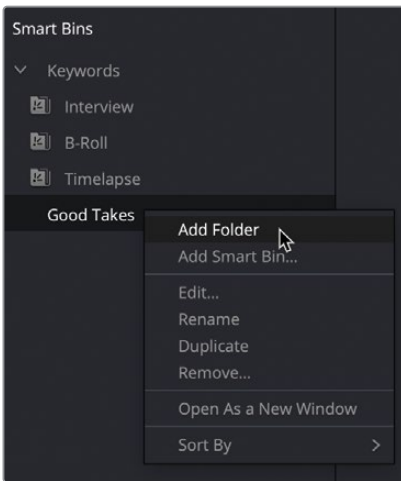 Smart Bins
Keywords
Interview
B-Roll
Timelapse
Good Takes
Add Folder
Add Smart Bin...
Edit...
Rename
Duplicate
Remove...
Open As a New Window
Sort By